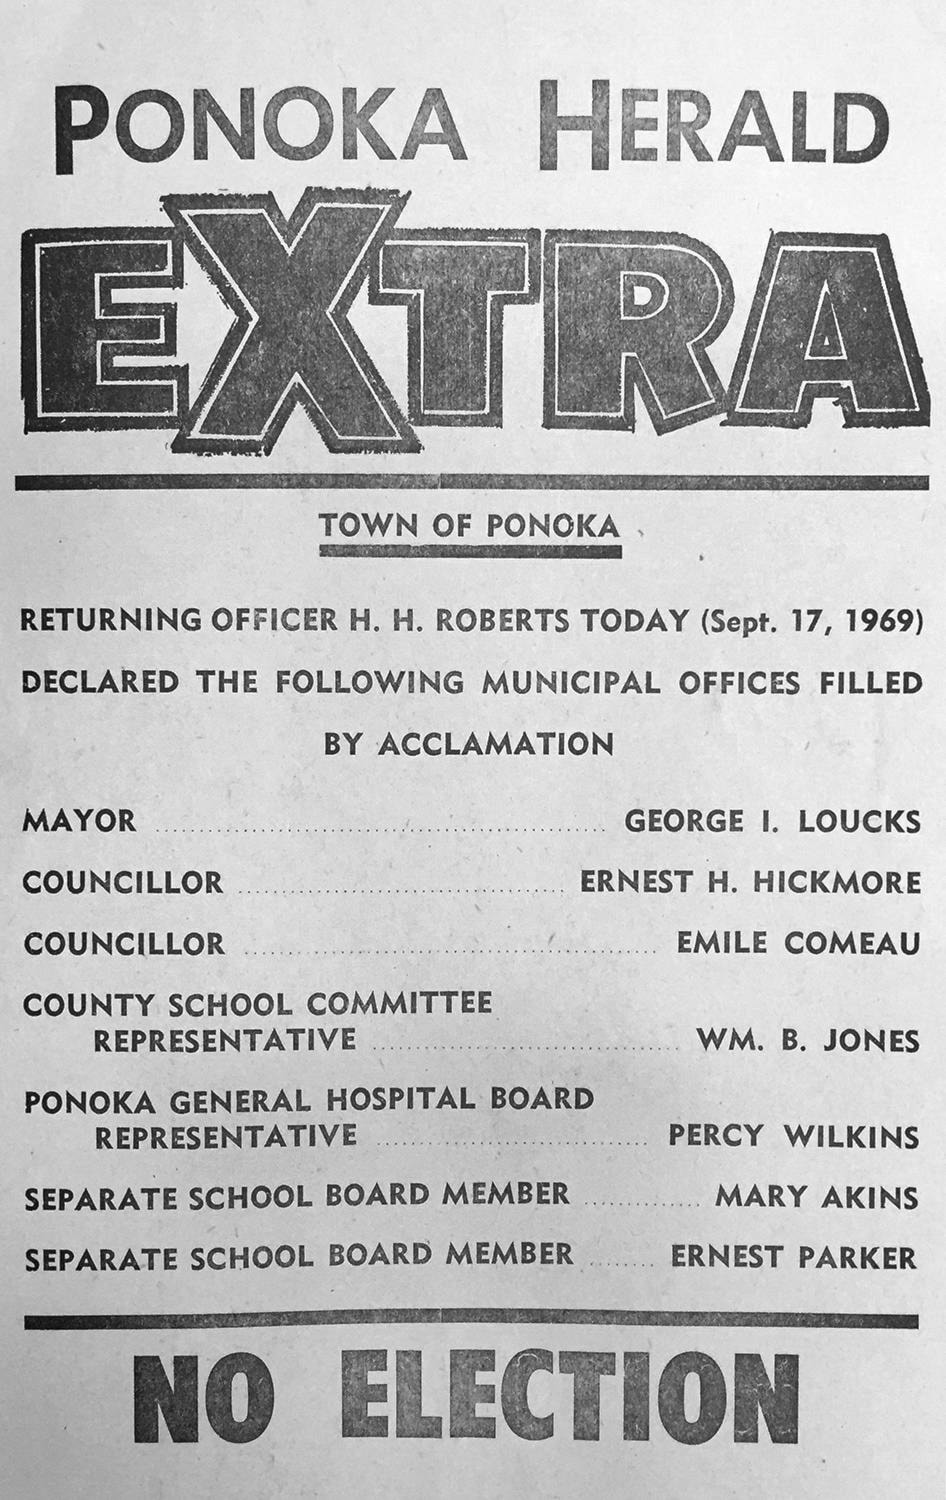 PONOKA HERALD
EXTRA
TOWN OF PONOKA
RETURNING OFFICER H. H. ROBERTS TODAY (Sept. 17, 1969)
DECLARED THE FOLLOWING MUNICIPAL OFFICES FILLED
BY ACCLAMATION
MAYOR ........................................ GEORGE I. LOUCKS
COUNCILLOR ........................................ ERNEST H. HICKMORE
COUNCILLOR ........................................ EMILE COMEAU
COUNTY SCHOOL COMMITTEE
REPRESENTATIVE ........................................ WM. B. JONES
PONOKA GENERAL HOSPITAL BOARD
REPRESENTATIVE ........................................ PERCY WILKINS
SEPARATE SCHOOL BOARD MEMBER ............... MARY AKINS
SEPARATE SCHOOL BOARD MEMBER ........ ERNEST PARKER
NO ELECTION